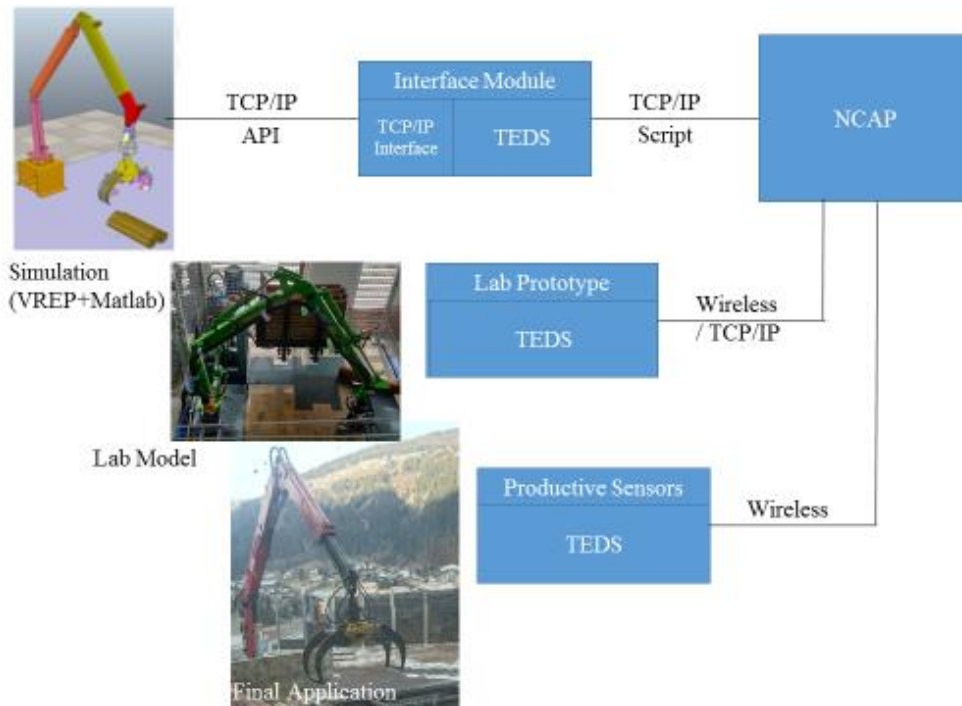 TCP/IP
API
Interface Module
TCP/IP
Interface
TEDS
TCP/IP
Script
NCAP
Simulation
(VREP+Matlab)
Lab Prototype
TEDS
Wireless
/ TCP/IP
Lab Model
Productive Sensors
TEDS
Wireless
Final Application